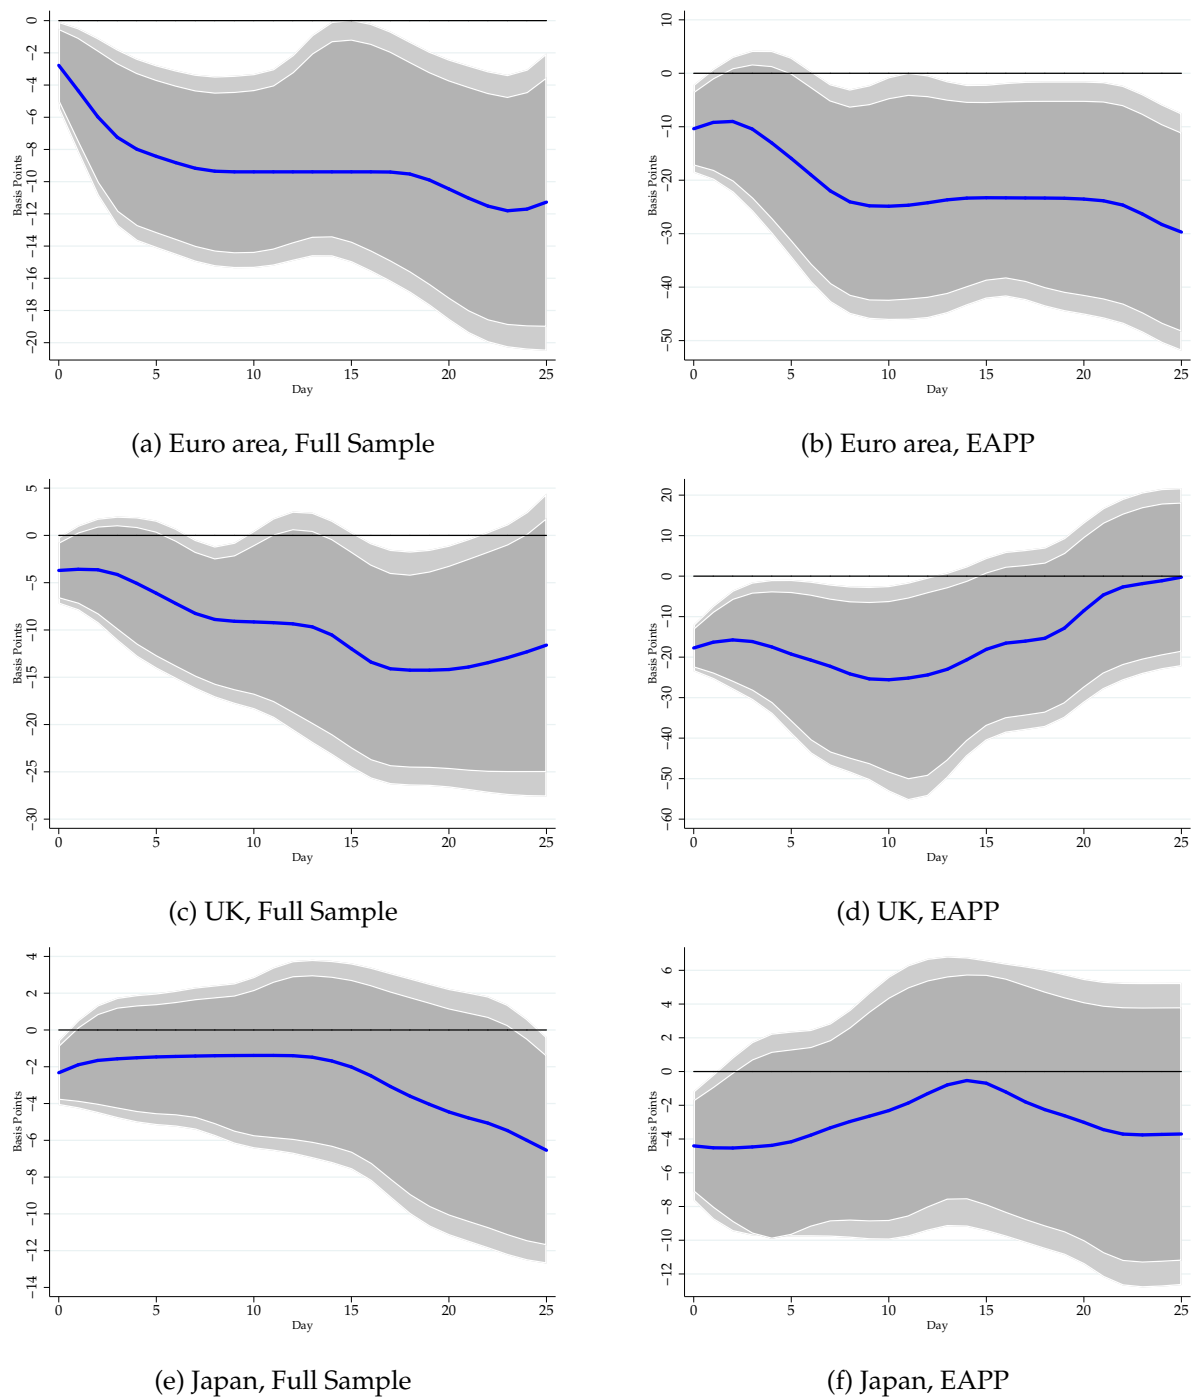 0
−2
−4
−6
−8
−10
−12
−14
−16
−18
−20
Basis Points
0 5 10 15 20 25
Day
(a) Euro area, Full Sample
10
0
−10
−20
−30
−40
−50
Basis Points
0 5 10 15 20 25
Day
(b) Euro area, EAPP
5
0
−5
−10
−15
−20
−25
−30
Basis Points
0 5 10 15 20 25
Day
(c) UK, Full Sample
20
10
0
−10
−20
−30
−40
−50
−60
Basis Points
0 5 10 15 20 25
Day
(d) UK, EAPP
4
2
0
−2
−4
−6
−8
−10
−12
−14
Basis Points
0 5 10 15 20 25
Day
(e) Japan, Full Sample
6
4
2
0
−2
−4
−6
−8
−10
−12
Basis Points
0 5 10 15 20 25
Day
(f) Japan, EAPP